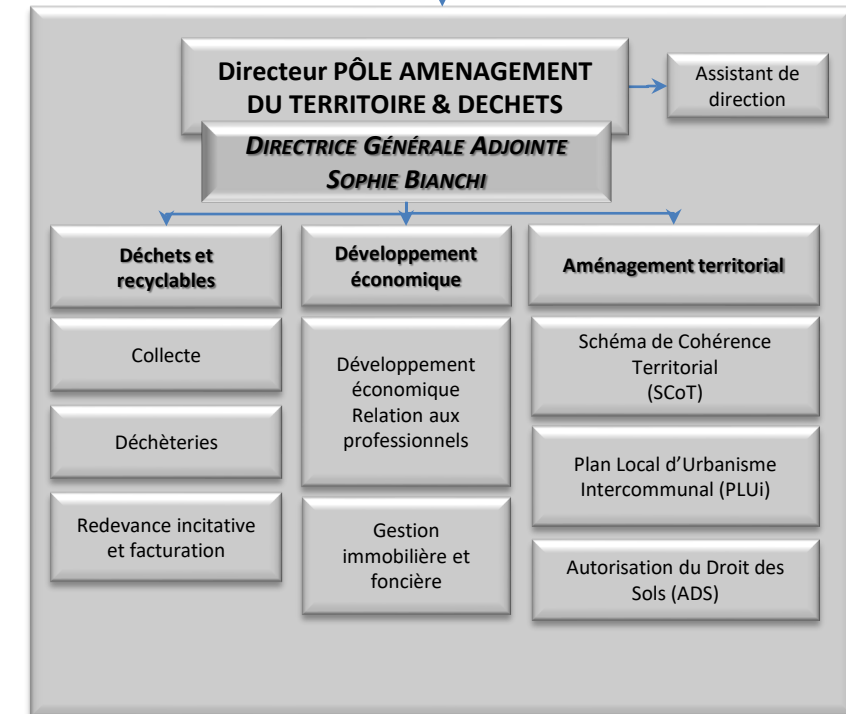 Directeur PÔLE AMENAGEMENT
DU TERRITOIRE & DECHETS
Assistant de
direction
DIRECTRICE GÉNÉRALE ADJOINTE
SOPHIE BIANCHI
Déchets et
recyclables
Collecte
Déchèteries
Redevance incitative
et facturation
Développement
économique
Développement
économique
Relation aux
professionnels
Gestion
immobilière et
foncière
Aménagement territorial
Schéma de Cohérence
Territorial
(SCoT)
Plan Local d’Urbanisme
Intercommunal (PLUi)
Autorisation du Droit des
Sols (ADS)